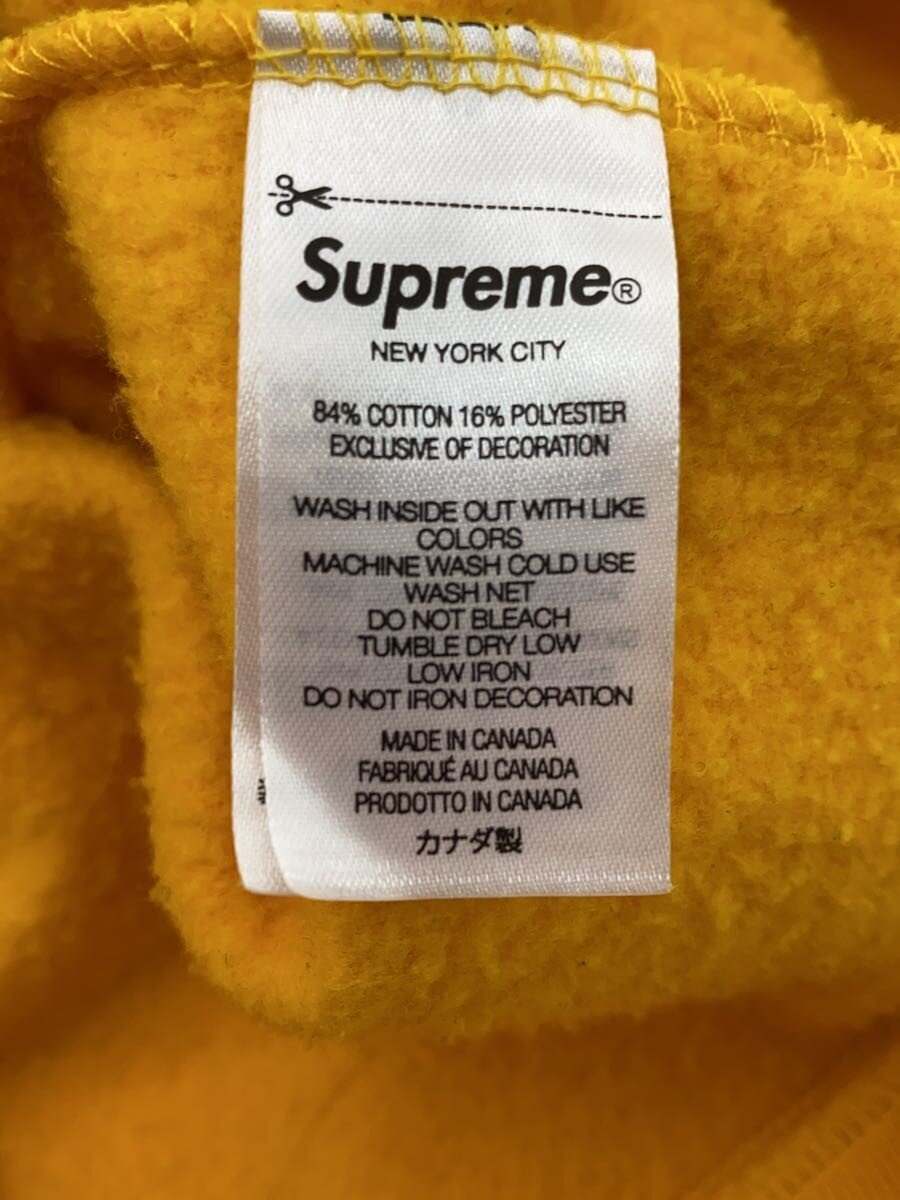 Supreme®
NEW YORK CITY
84% COTTON 16% POLYESTER
EXCLUSIVE OF DECORATION
WASH INSIDE OUT WITH LIKE
COLORS
MACHINE WASH COLD USE
WASH NET
DO NOT BLEACH
TUMBLE DRY LOW
LOW IRON
DO NOT IRON DECORATION
MADE IN CANADA
FABRIQUÉ AU CANADA
PRODOTTO IN CANADA
カナダ製